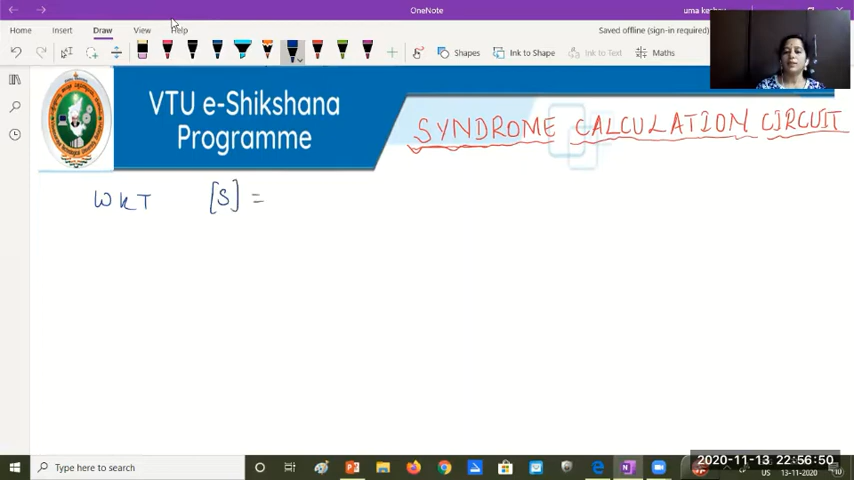 OneNote
Home Insert Draw View Help
Saved offline (sign-in required)
Shapes Ink to Shape Ink to Text Maths
VTU e-Shikshana
Programme
SYNDROME CALCULATION CIRCUIT
WKT [S] =
Type here to search
2020-11-13 22:56:50
US 13-11-2020